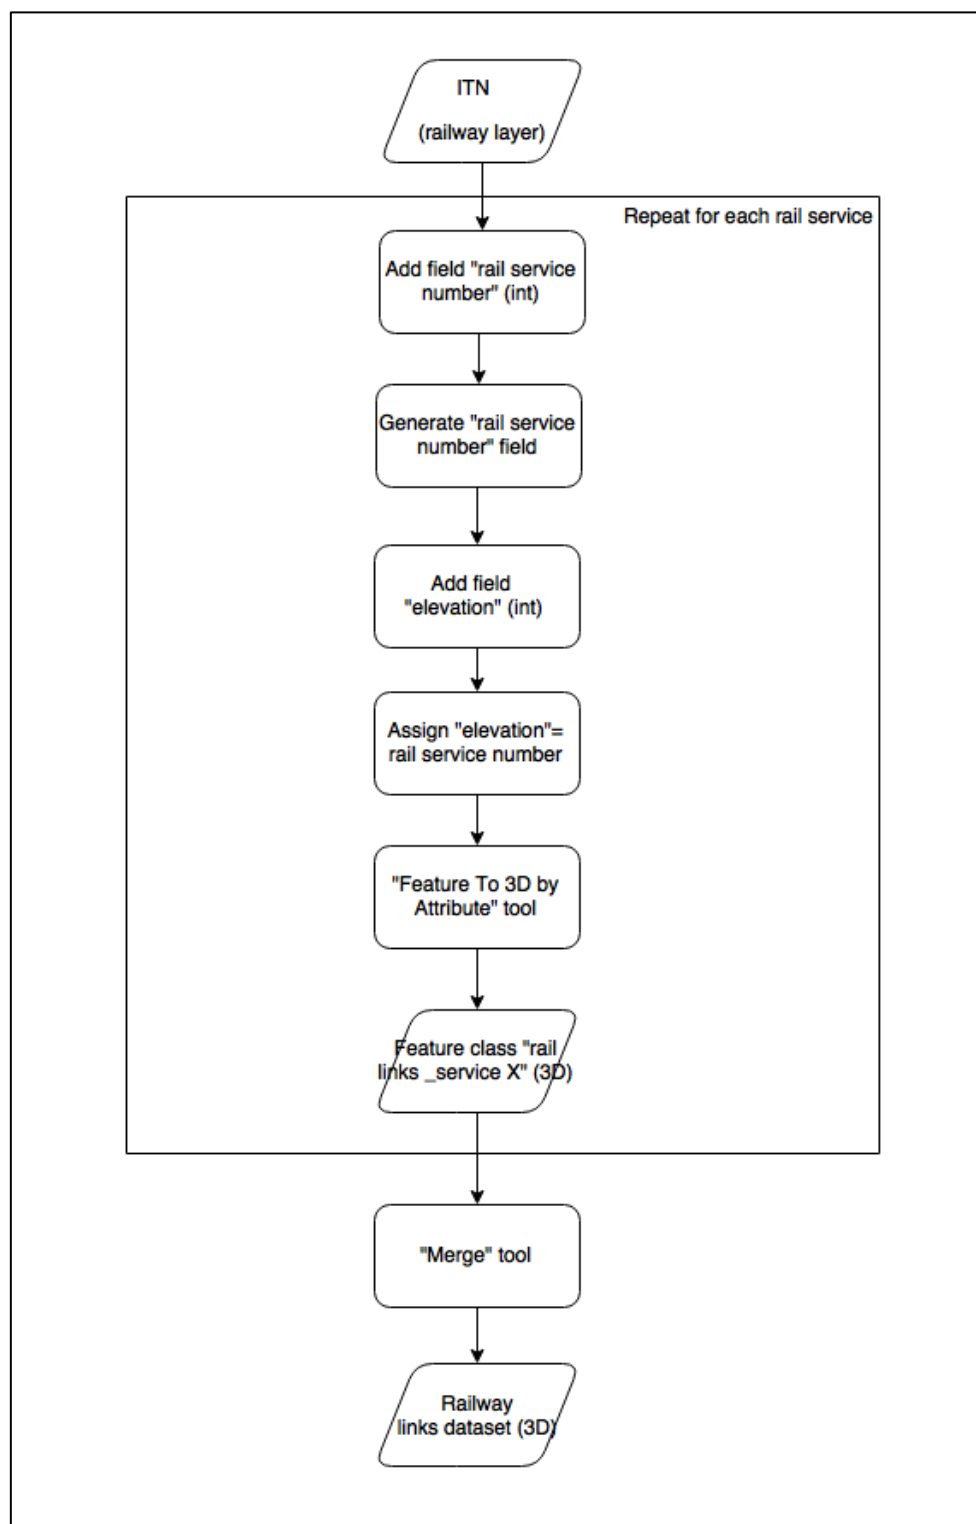 ITN
(railway layer)
Repeat for each rail service
Add field "rail service
number" (int)
Generate "rail service
number" field
Add field
"elevation" (int)
Assign "elevation"=
rail service number
"Feature To 3D by
Attribute" tool
Feature class "rail
links _service X" (3D)
"Merge" tool
Railway
links dataset (3D)